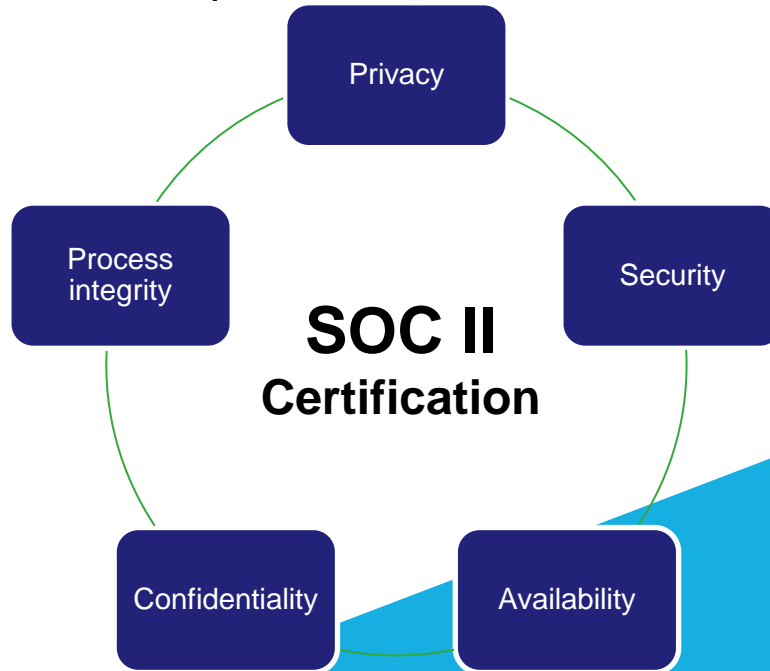 Privacy
Process
integrity
Security
SOC II
Certification
Confidentiality
Availability